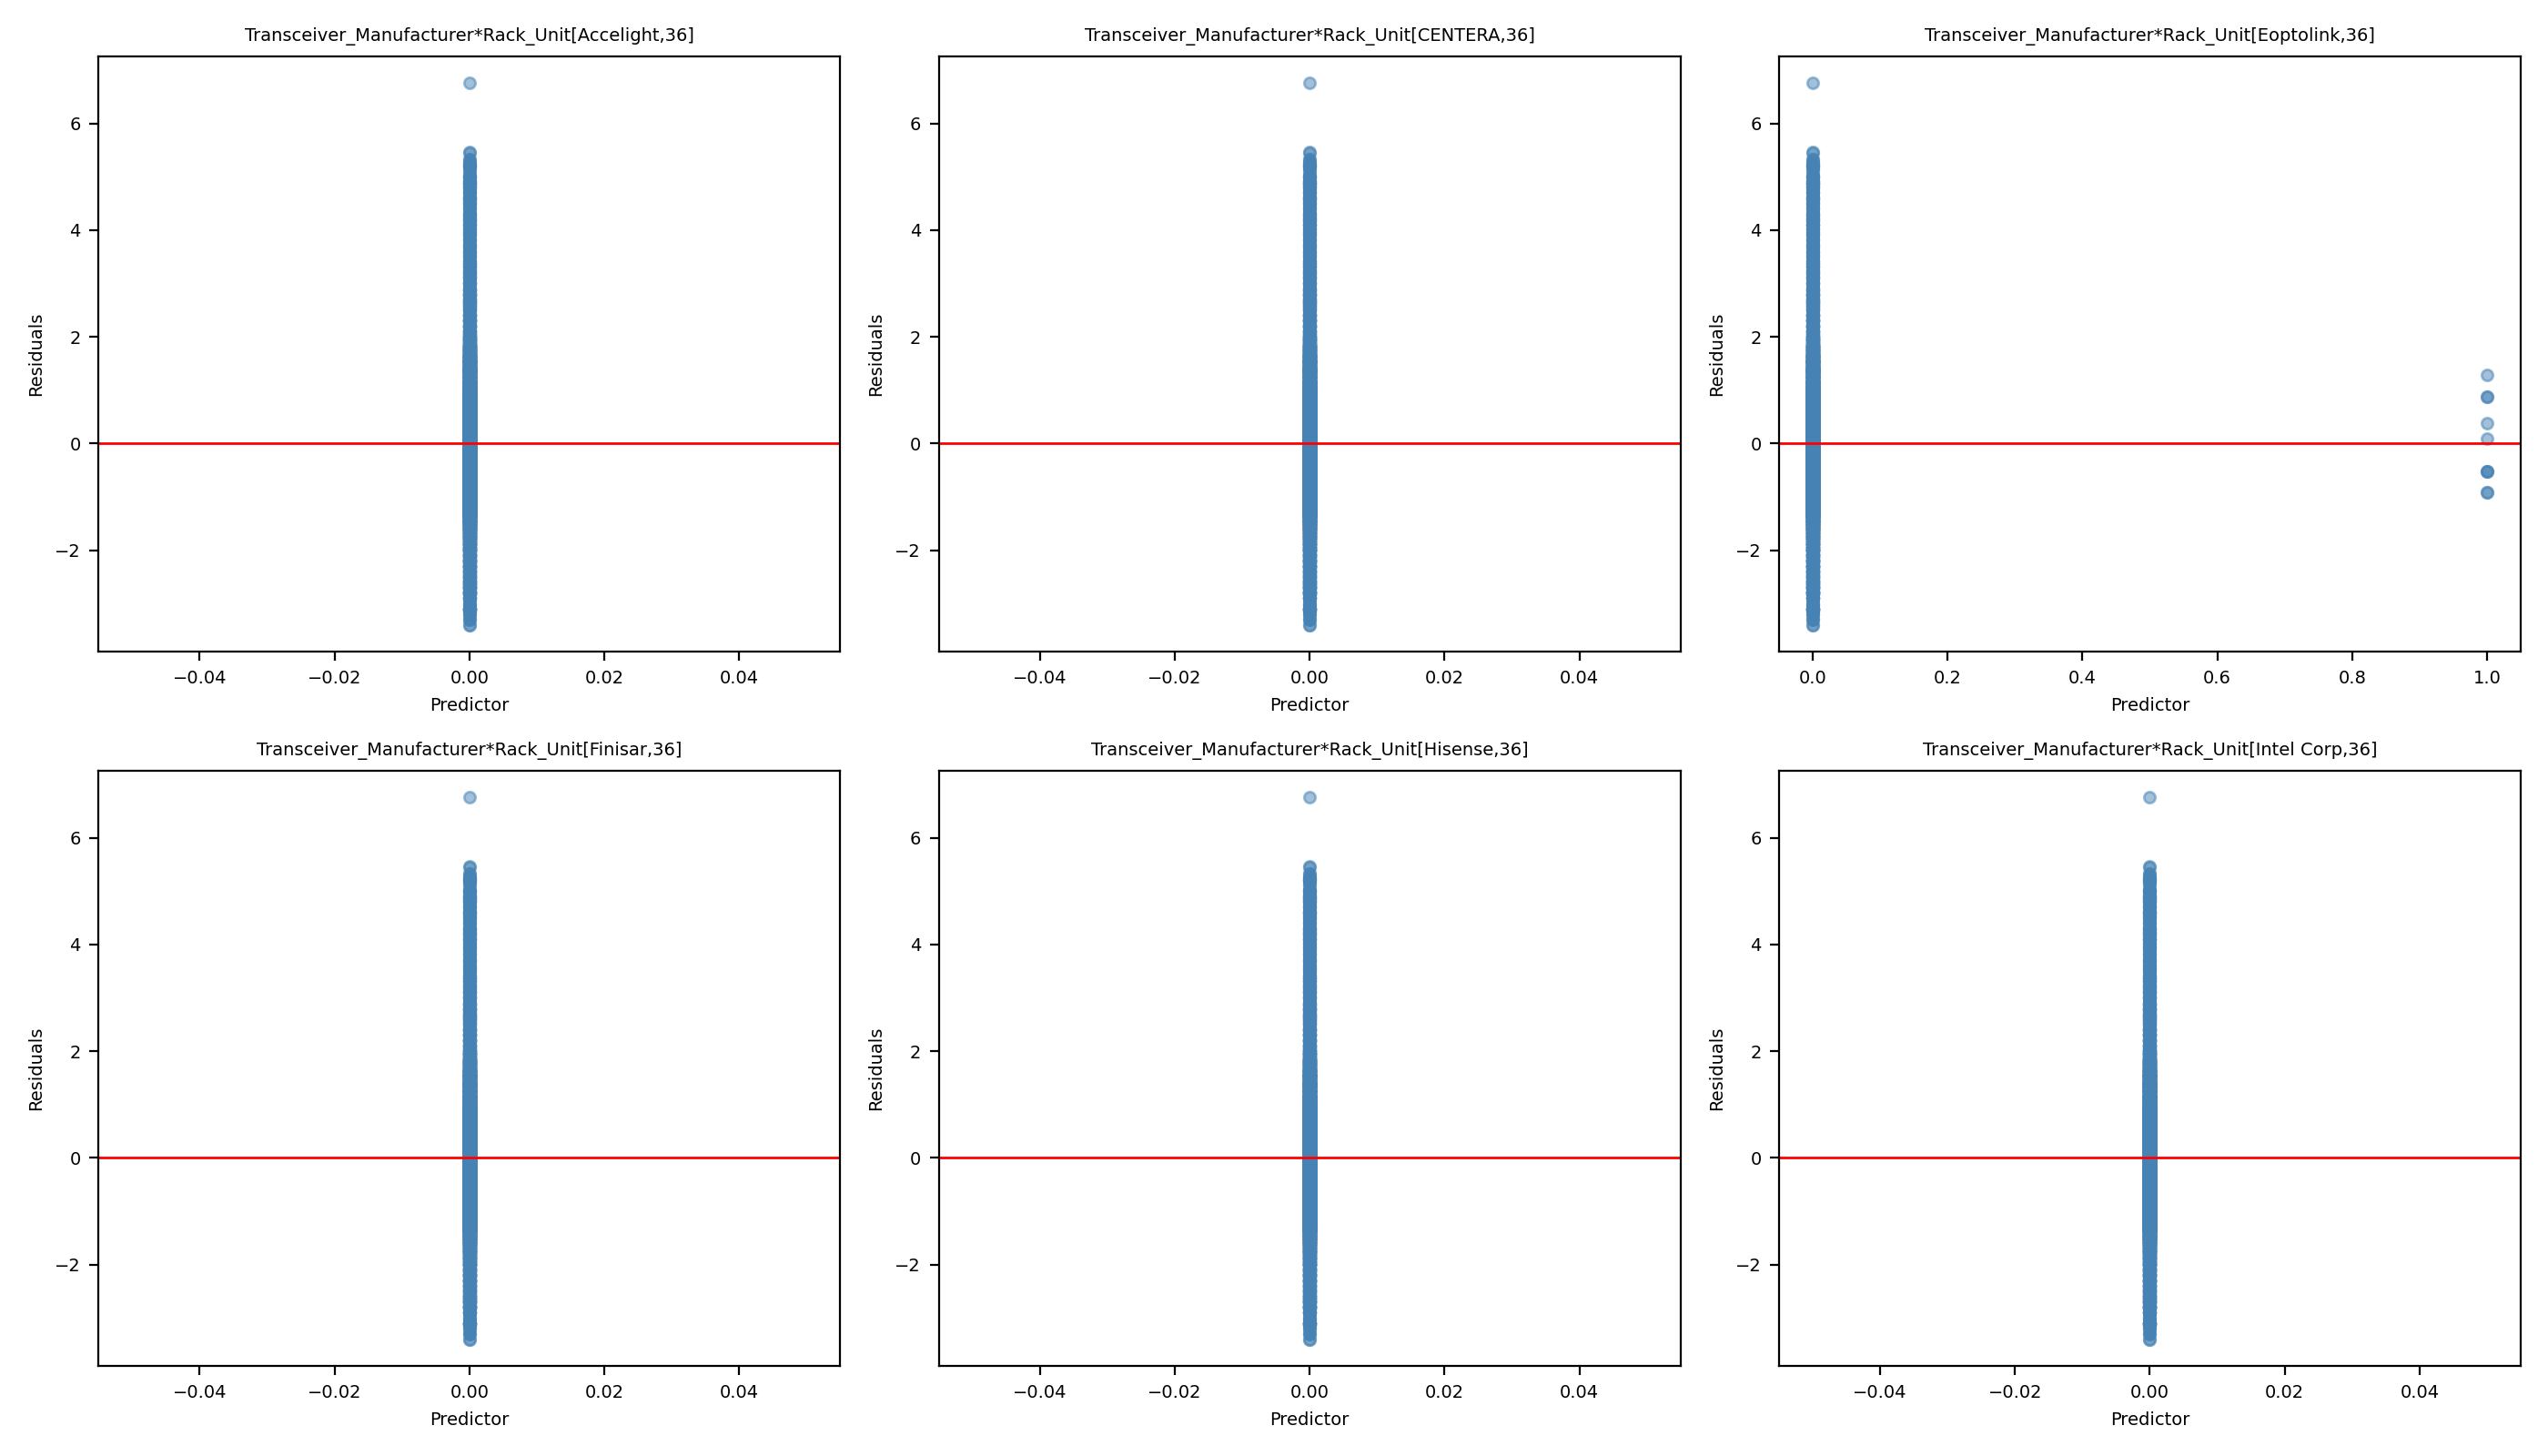 Transceiver_Manufacturer*Rack_Unit[Accelight,36]
Residuals
6
4
2
0
−2
−0.04 −0.02 0.00 0.02 0.04
Predictor
Transceiver_Manufacturer*Rack_Unit[CENTERA,36]
Residuals
6
4
2
0
−2
−0.04 −0.02 0.00 0.02 0.04
Predictor
Transceiver_Manufacturer*Rack_Unit[Eoptolink,36]
Residuals
6
4
2
0
−2
0.0 0.2 0.4 0.6 0.8 1.0
Predictor
Transceiver_Manufacturer*Rack_Unit[Finisar,36]
Residuals
6
4
2
0
−2
−0.04 −0.02 0.00 0.02 0.04
Predictor
Transceiver_Manufacturer*Rack_Unit[Hisense,36]
Residuals
6
4
2
0
−2
−0.04 −0.02 0.00 0.02 0.04
Predictor
Transceiver_Manufacturer*Rack_Unit[Intel Corp,36]
Residuals
6
4
2
0
−2
−0.04 −0.02 0.00 0.02 0.04
Predictor